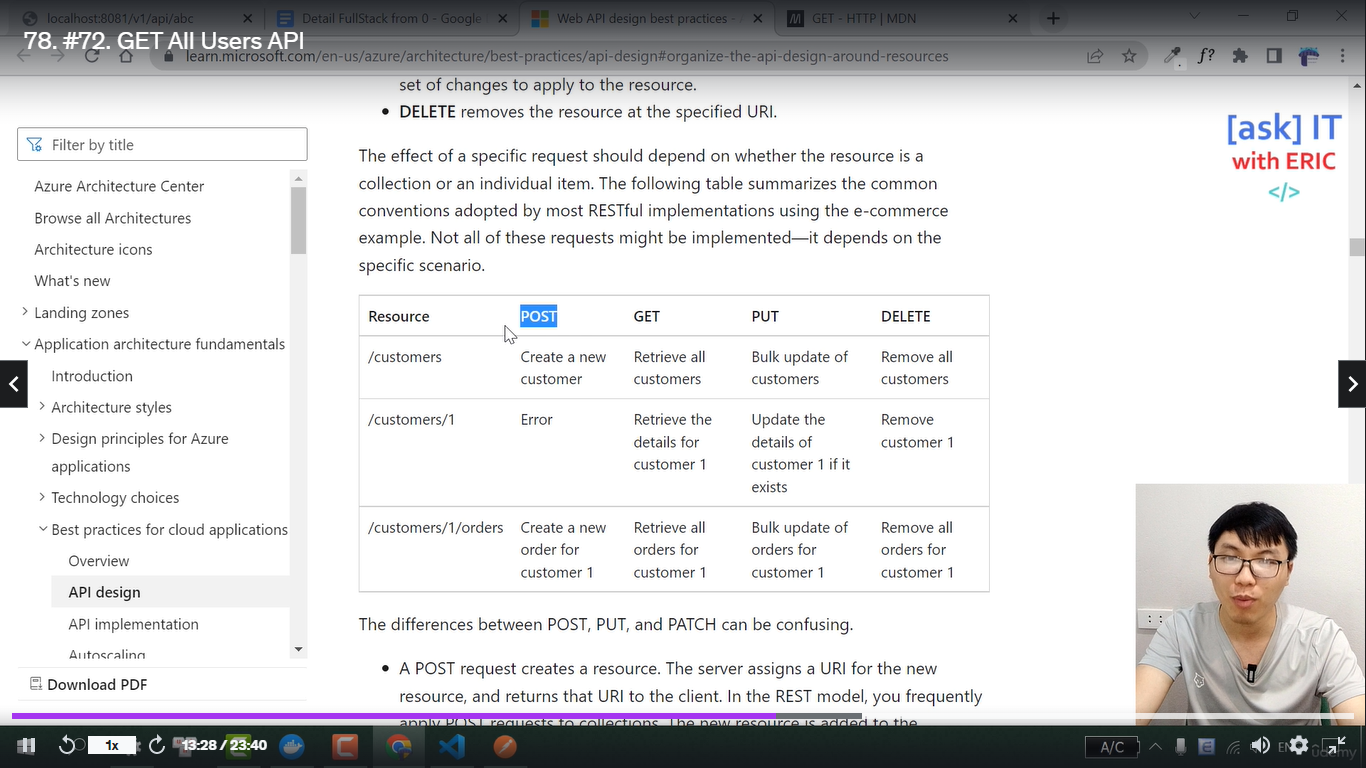 localhost:8081/v1/api/abc
Detail FullStack from 0 - Google
Web API design best practices -
GET - HTTP | MDN
78. #72. GET All Users API
learn.microsoft.com/en-us/azure/architecture/best-practices/api-design#organize-the-api-design-around-resources
f?
set of changes to apply to the resource.
• DELETE removes the resource at the specified URI.
[ask] IT
with ERIC
</>
Filter by title
Azure Architecture Center
Browse all Architectures
Architecture icons
What's new
Landing zones
Application architecture fundamentals
Introduction
Architecture styles
Design principles for Azure
applications
Technology choices
Best practices for cloud applications
Overview
API design
API implementation
Autoscaling
Download PDF
The effect of a specific request should depend on whether the resource is a
collection or an individual item. The following table summarizes the common
conventions adopted by most RESTful implementations using the e-commerce
example. Not all of these requests might be implemented—it depends on the
specific scenario.
Resource POST GET PUT DELETE
/customers Create a new Retrieve all Bulk update of Remove all
customer customers customers customers
/customers/1 Error Retrieve the Update the Remove
details for details of customer 1
customer 1 customer 1 if it
exists
/customers/1/orders Create a new Retrieve all Bulk update of Remove all
order for orders for orders for orders for
customer 1 customer 1 customer 1 customer 1
The differences between POST, PUT, and PATCH can be confusing.
• A POST request creates a resource. The server assigns a URI for the new
resource, and returns that URI to the client. In the REST model, you frequently
apply POST requests to collections. The new resource is added to the
1x
13:28 / 23:40
A/C
E
EN
udemy